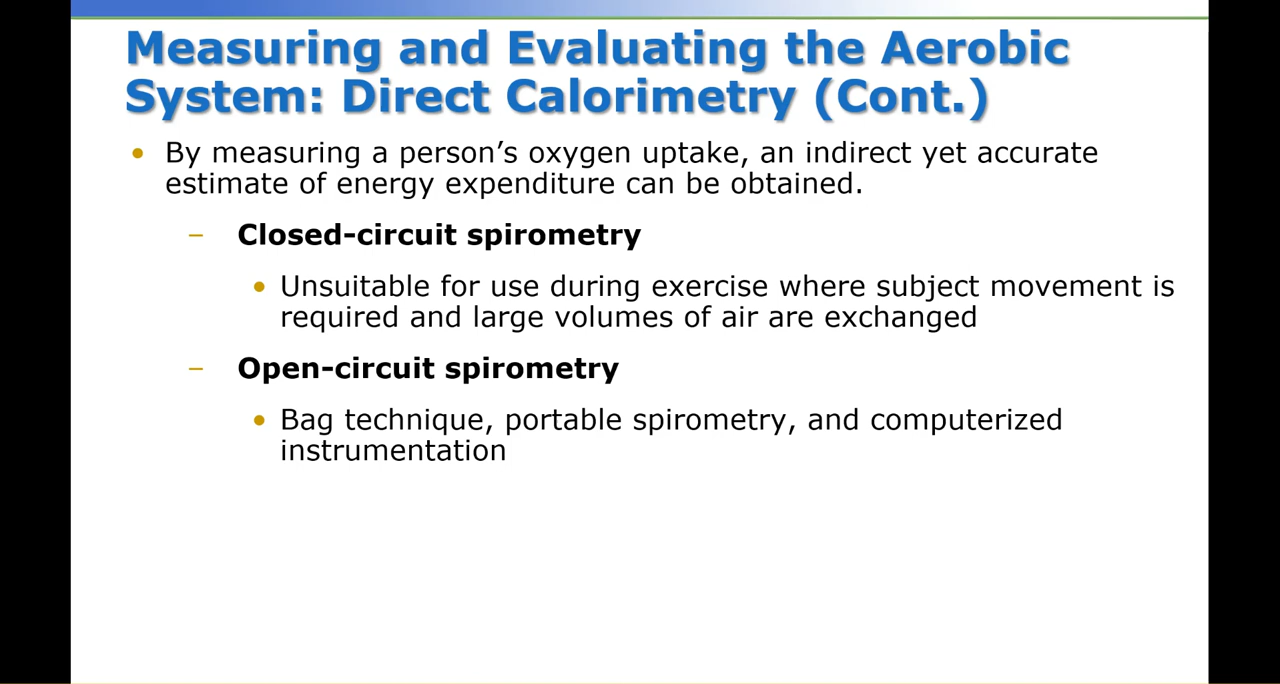 Measuring and Evaluating the Aerobic
System: Direct Calorimetry (Cont.)
• By measuring a person’s oxygen uptake, an indirect yet accurate
estimate of energy expenditure can be obtained.
– Closed-circuit spirometry
• Unsuitable for use during exercise where subject movement is
required and large volumes of air are exchanged
– Open-circuit spirometry
• Bag technique, portable spirometry, and computerized
instrumentation